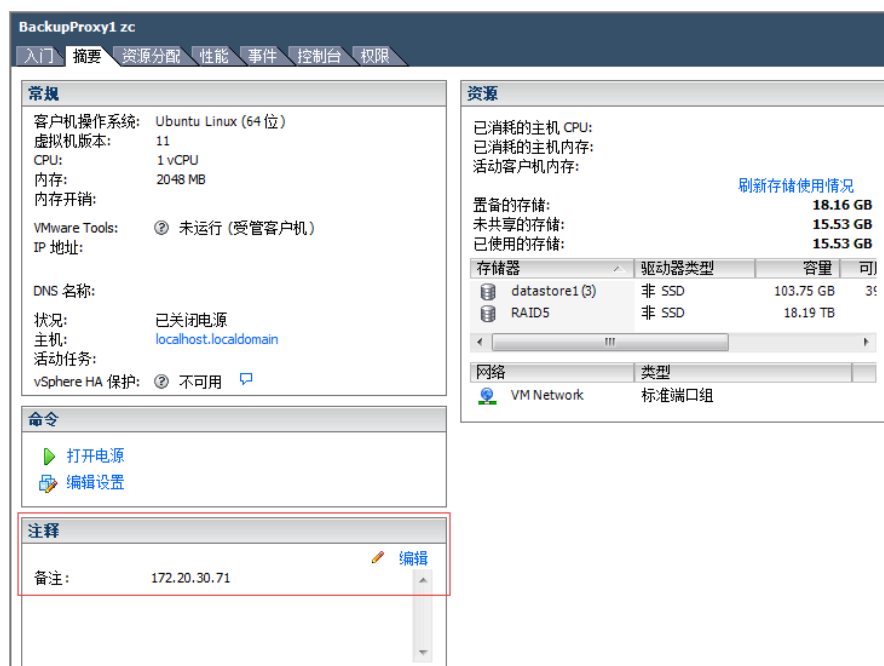 BackupProxy1 zc
入门 摘要 资源分配 性能 事件 控制台 权限
常规
客户机操作系统: Ubuntu Linux (64 位)
虚拟机版本: 11
CPU: 1 vCPU
内存: 2048 MB
内存开销:
VMware Tools: 未运行 (受管客户机)
IP 地址:
DNS 名称:
状况: 已关闭电源
主机: localhost.localdomain
活动任务:
vSphere HA 保护: 不可用
命令
打开电源
编辑设置
注释
编辑
备注: 172.20.30.71
资源
已消耗的主机 CPU:
已消耗的主机内存:
活动客户机内存:
刷新存储使用情况
置备的存储: 18.16 GB
未共享的存储: 15.53 GB
已使用的存储: 15.53 GB
存储器 驱动器类型 容量
datastore1 (3) 非 SSD 103.75 GB 39
RAID5 非 SSD 18.19 TB
网络 类型
VM Network 标准端口组